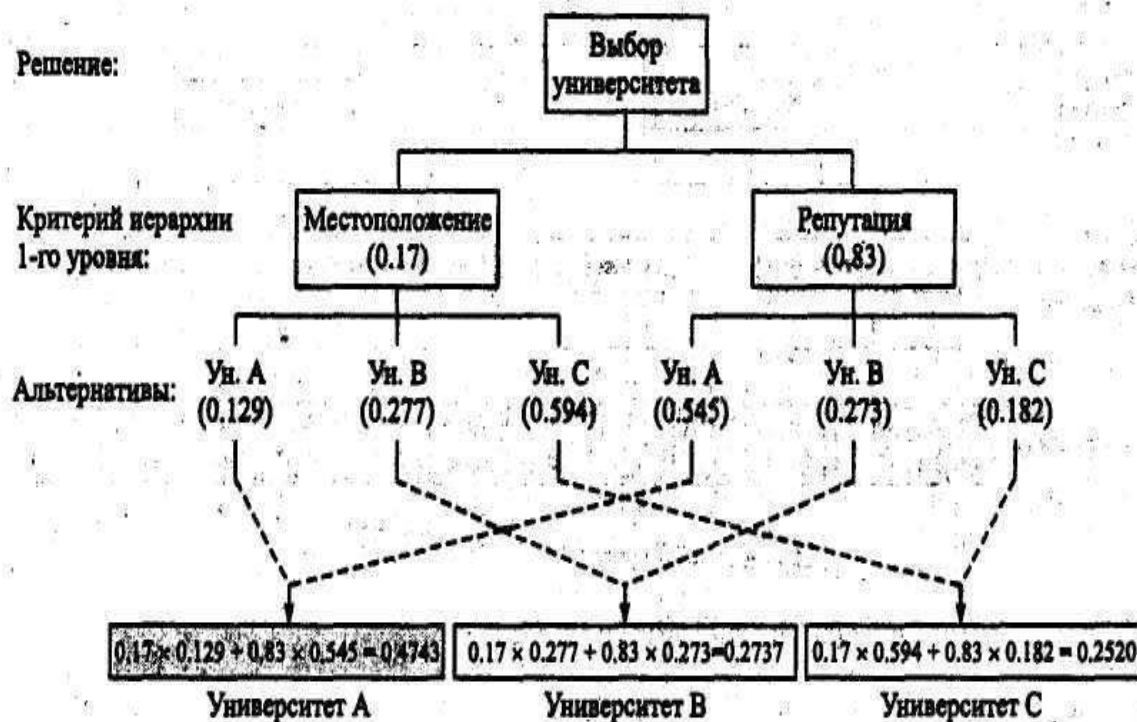 Решение:
Выбор
университета
Критерий иерархии
1-го уровня:
Местоположение
(0.17)
Репутация
(0.83)
Альтернативы:
Ун. A
(0.129)
Ун. B
(0.277)
Ун. C
(0.594)
Ун. A
(0.545)
Ун. B
(0.273)
Ун. C
(0.182)
0.17 × 0.129 + 0.83 × 0.545 = 0.4743
0.17 × 0.277 + 0.83 × 0.273=0.2737
0.17 × 0.594 + 0.83 × 0.182 = 0.2520
Университет A
Университет B
Университет C